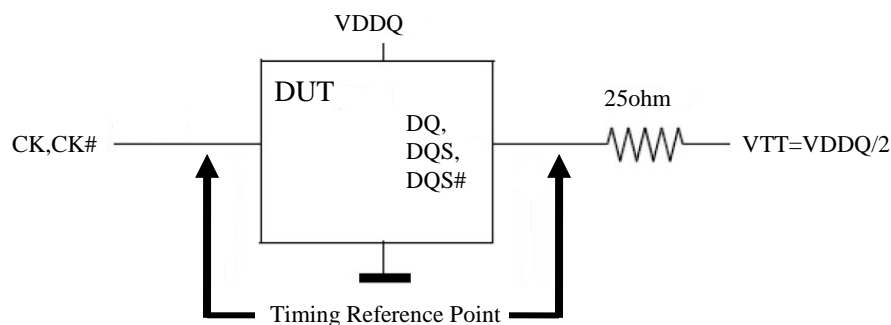 VDDQ
DUT
25ohm
CK,CK#
DQ,
DQS,
DQS#
VTT=VDDQ/2
Timing Reference Point